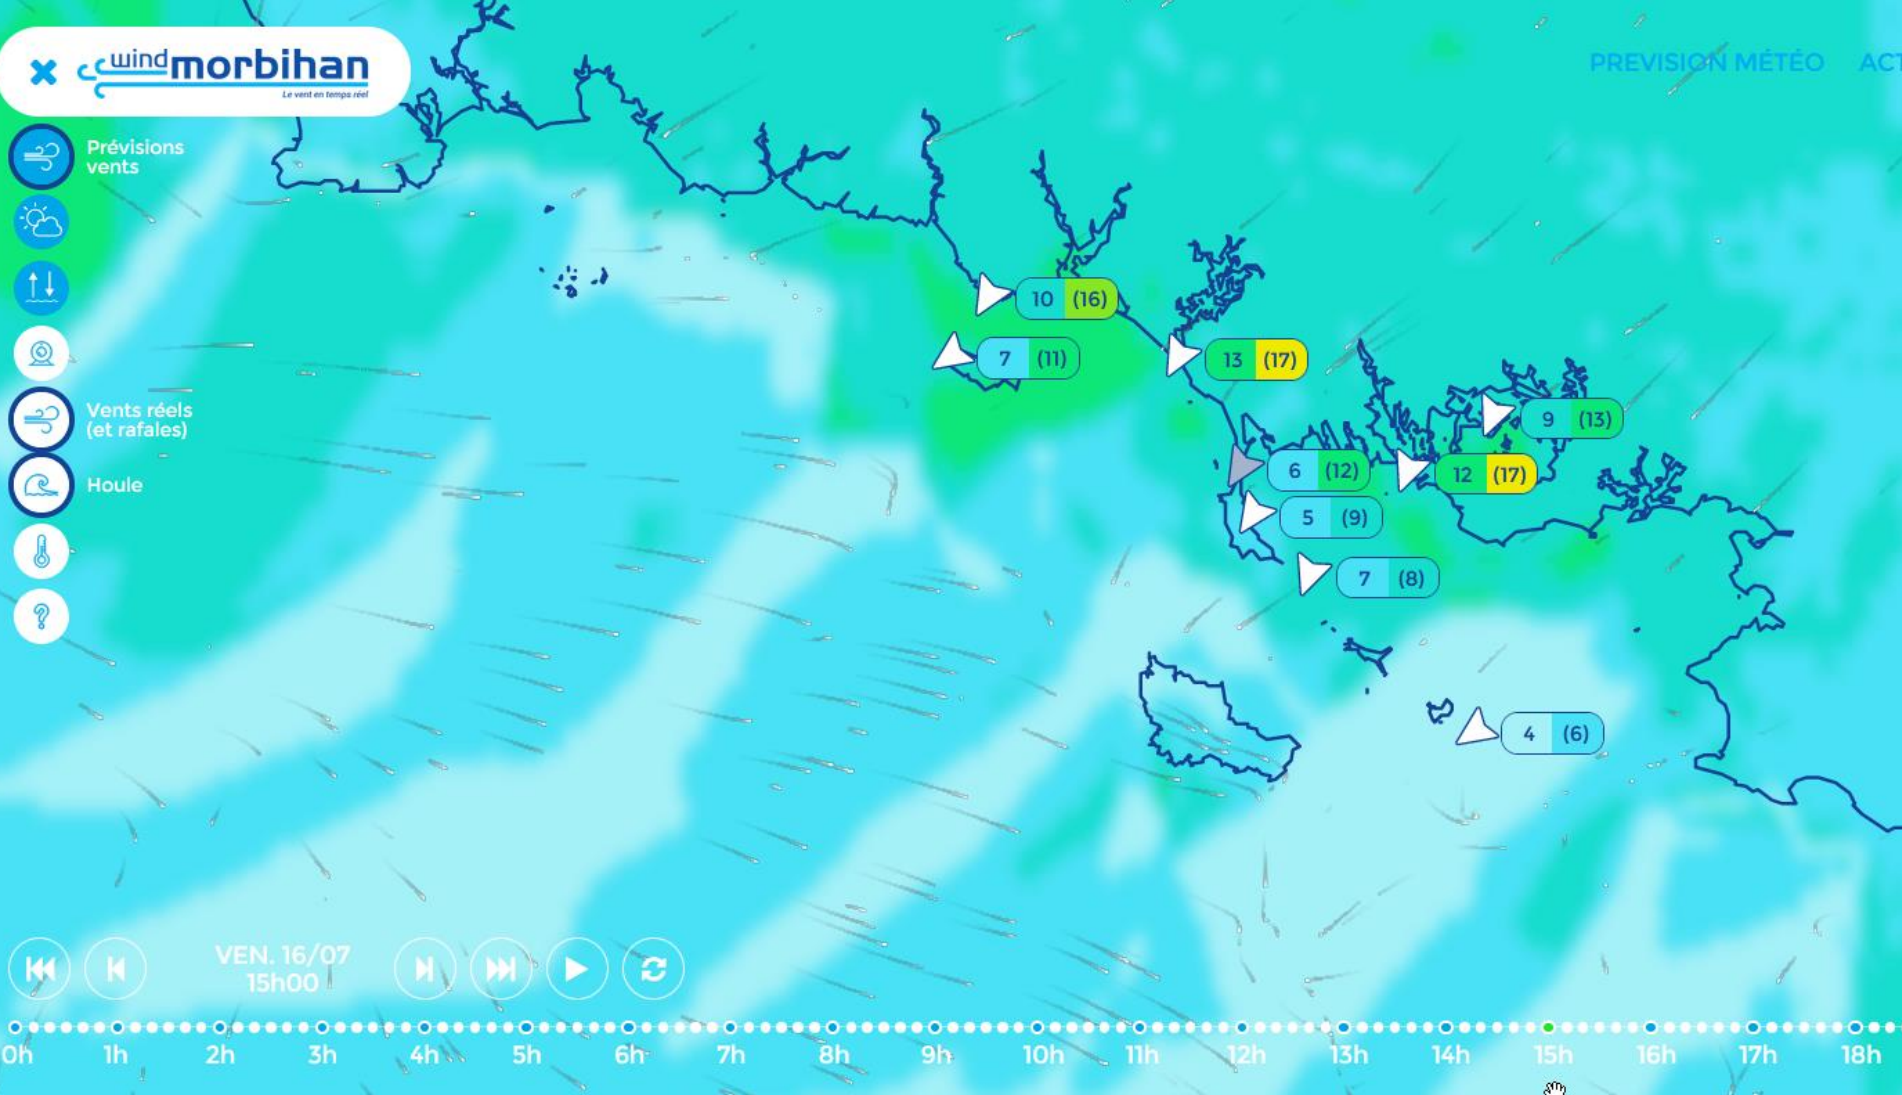 windmorbihan
Le vent en temps réel
PREVISION MÉTÉO
ACT
Prévisions
vents
10 (16)
7 (11)
13 (17)
Vents réels
(et rafales)
9 (13)
6 (12)
12 (17)
Houle
5 (9)
7 (8)
4 (6)
?
VEN. 16/07
15h00
0h 1h 2h 3h 4h 5h 6h 7h 8h 9h 10h 11h 12h 13h 14h 15h 16h 17h 18h